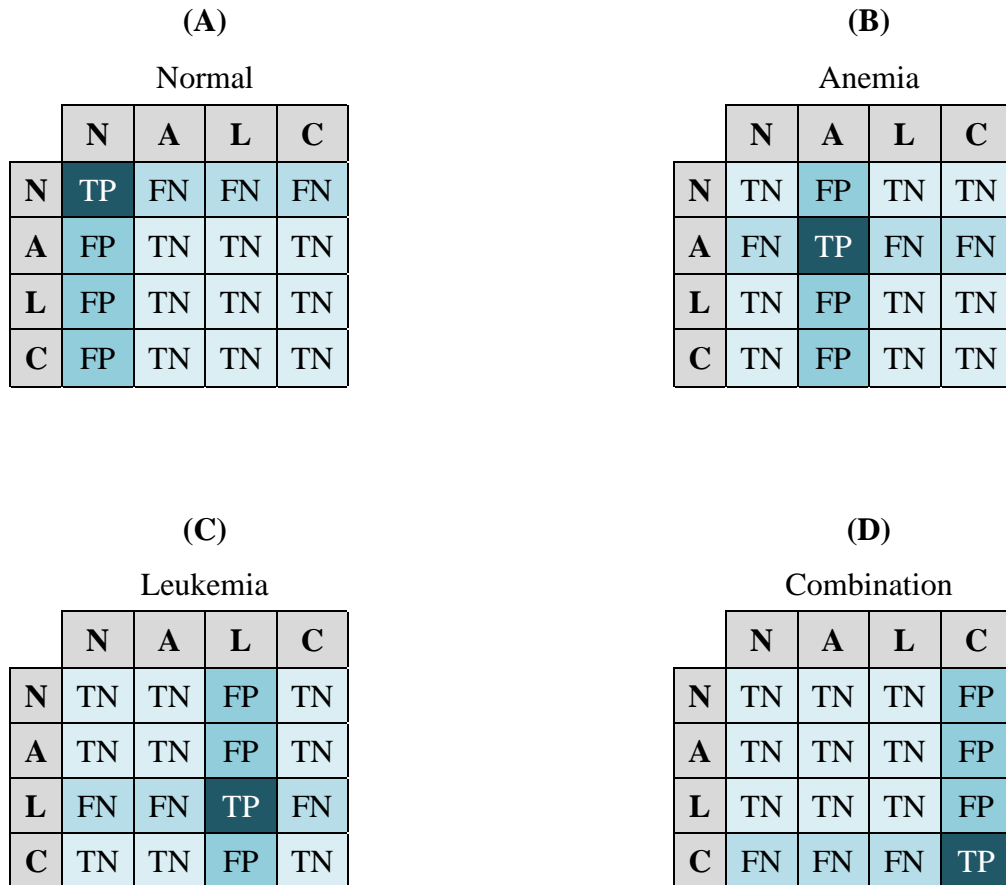 (A)
Normal
N A L C
N TP FN FN FN
A FP TN TN TN
L FP TN TN TN
C FP TN TN TN
(B)
Anemia
N A L C
N TN FP TN TN
A FN TP FN FN
L TN FP TN TN
C TN FP TN TN
(C)
Leukemia
N A L C
N TN TN FP TN
A TN TN FP TN
L FN FN TP FN
C TN TN FP TN
(D)
Combination
N A L C
N TN TN TN FP
A TN TN TN FP
L TN TN TN FP
C FN FN FN TP